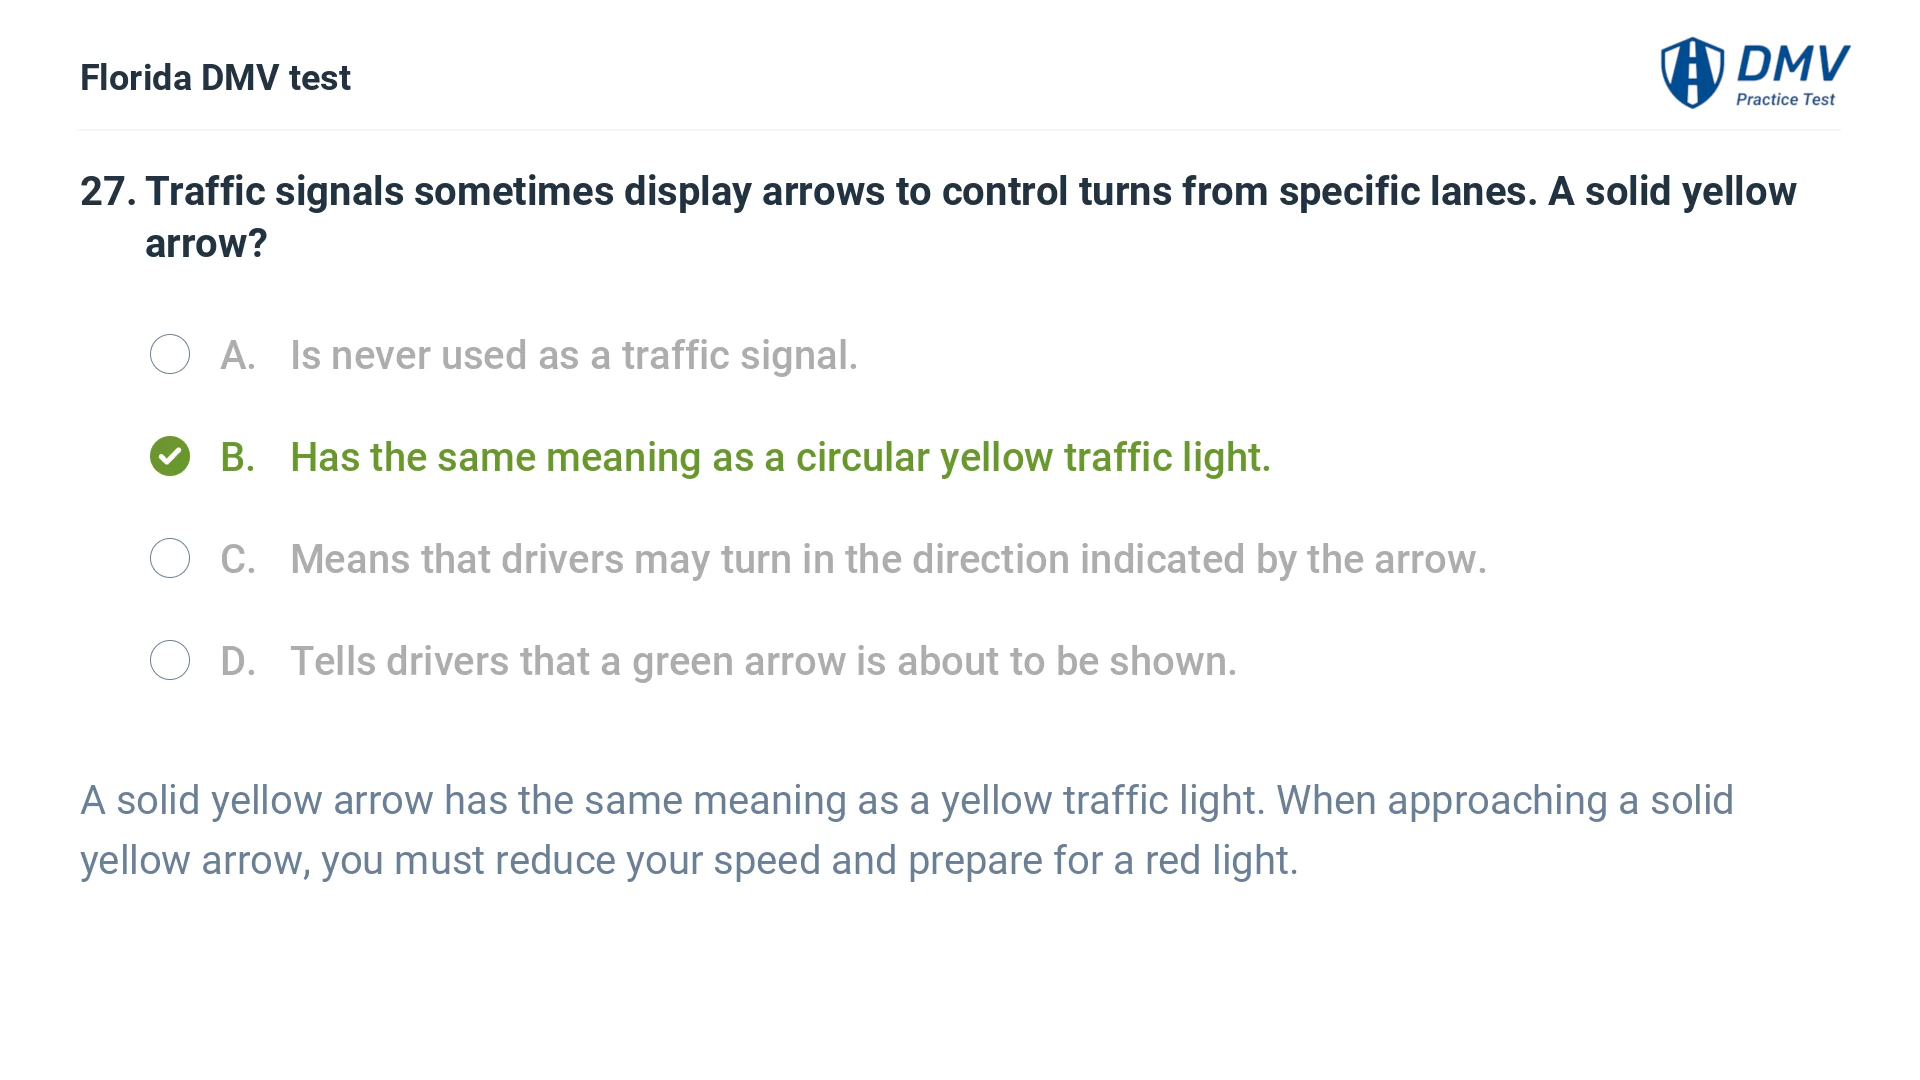 Florida DMV test
DMV
Practice Test
27. Traffic signals sometimes display arrows to control turns from specific lanes. A solid yellow
arrow?
A. Is never used as a traffic signal.
B. Has the same meaning as a circular yellow traffic light.
C. Means that drivers may turn in the direction indicated by the arrow.
D. Tells drivers that a green arrow is about to be shown.
A solid yellow arrow has the same meaning as a yellow traffic light. When approaching a solid
yellow arrow, you must reduce your speed and prepare for a red light.